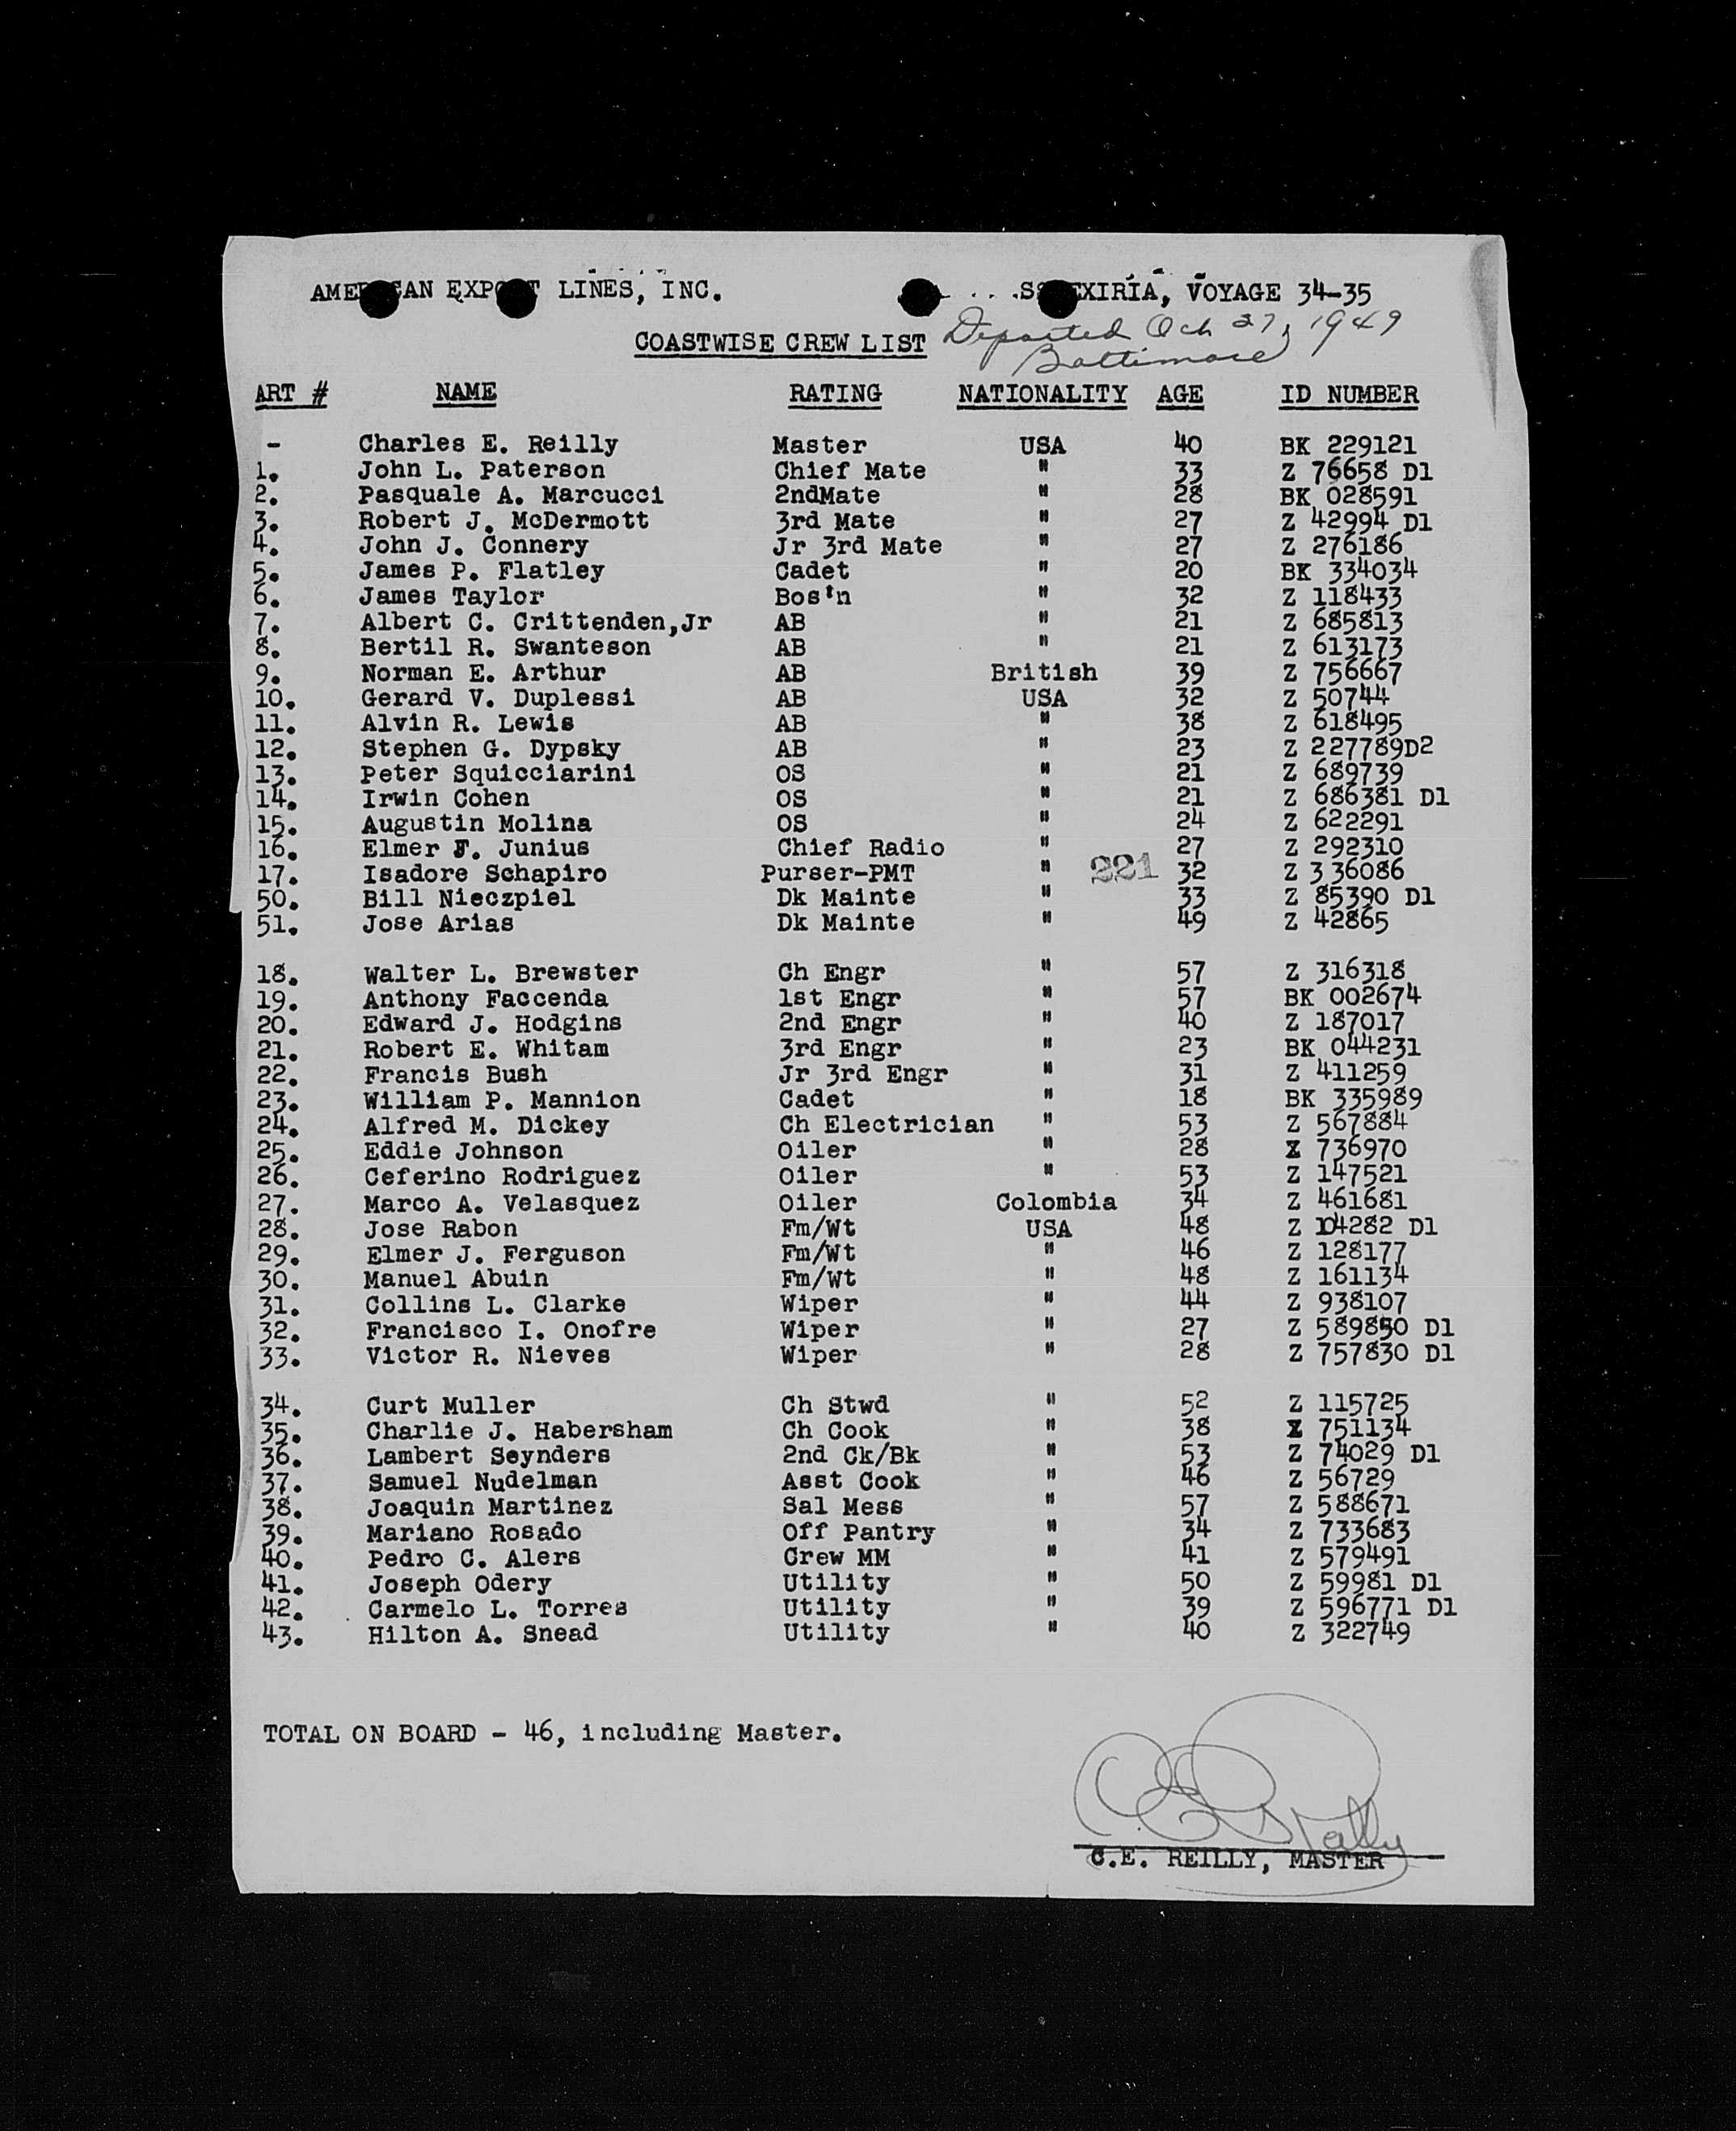 AMERICAN EXPORT LINES, INC. SS EXIRIA, VOYAGE 34-35
COASTWISE CREW LIST Departed Oct 27, 1949
Baltimore
ART # NAME RATING NATIONALITY AGE ID NUMBER
- Charles E. Reilly Master USA 40 BK 229121
1. John L. Paterson Chief Mate " 33 Z 76658 D1
2. Pasquale A. Marcucci 2ndMate " 28 BK 028591
3. Robert J. McDermott 3rd Mate " 27 Z 42994 D1
4. John J. Connery Jr 3rd Mate " 27 Z 276186
5. James P. Flatley Cadet " 20 BK 334034
6. James Taylor Bos'n " 32 Z 118433
7. Albert C. Crittenden,Jr AB " 21 Z 685813
8. Bertil R. Swanteson AB " 21 Z 613173
9. Norman E. Arthur AB British 39 Z 756667
10. Gerard V. Duplessi AB USA 32 Z 50744
11. Alvin R. Lewis AB " 38 Z 618495
12. Stephen G. Dypsky AB " 23 Z 227789D2
13. Peter Squicciarini OS " 21 Z 689739
14. Irwin Cohen OS " 21 Z 686381 D1
15. Augustin Molina OS " 24 Z 622291
16. Elmer F. Junius Chief Radio " 27 Z 292310
17. Isadore Schapiro Purser-PMT " 221 32 Z 336086
50. Bill Nieczpiel Dk Mainte " 33 Z 85390 D1
51. Jose Arias Dk Mainte " 49 Z 42865
18. Walter L. Brewster Ch Engr " 57 Z 316318
19. Anthony Faccenda 1st Engr " 57 BK 002674
20. Edward J. Hodgins 2nd Engr " 40 Z 187017
21. Robert E. Whitam 3rd Engr " 23 BK 044231
22. Francis Bush Jr 3rd Engr " 31 Z 411259
23. William P. Mannion Cadet " 18 BK 335989
24. Alfred M. Dickey Ch Electrician " 53 Z 567884
25. Eddie Johnson Oiler " 28 Z 736970
26. Ceferino Rodriguez Oiler " 53 Z 147521
27. Marco A. Velasquez Oiler Colombia 34 Z 461681
28. Jose Rabon Fm/Wt USA 48 Z 104282 D1
29. Elmer J. Ferguson Fm/Wt " 46 Z 128177
30. Manuel Abuin Fm/Wt " 48 Z 161134
31. Collins L. Clarke Wiper " 44 Z 938107
32. Francisco I. Onofre Wiper " 27 Z 589850 D1
33. Victor R. Nieves Wiper " 28 Z 757830 D1
34. Curt Muller Ch Stwd " 52 Z 115725
35. Charlie J. Habersham Ch Cook " 38 Z 751134
36. Lambert Seynders 2nd Ck/Bk " 53 Z 74029 D1
37. Samuel Nudelman Asst Cook " 46 Z 56729
38. Joaquin Martinez Sal Mess " 57 Z 588671
39. Mariano Rosado Off Pantry " 34 Z 733683
40. Pedro C. Alers Crew MM " 41 Z 579491
41. Joseph Odery Utility " 50 Z 59981 D1
42. Carmelo L. Torres Utility " 39 Z 596771 D1
43. Hilton A. Snead Utility " 40 Z 322749
TOTAL ON BOARD - 46, including Master.
C E Reilly
C.E. REILLY, MASTER